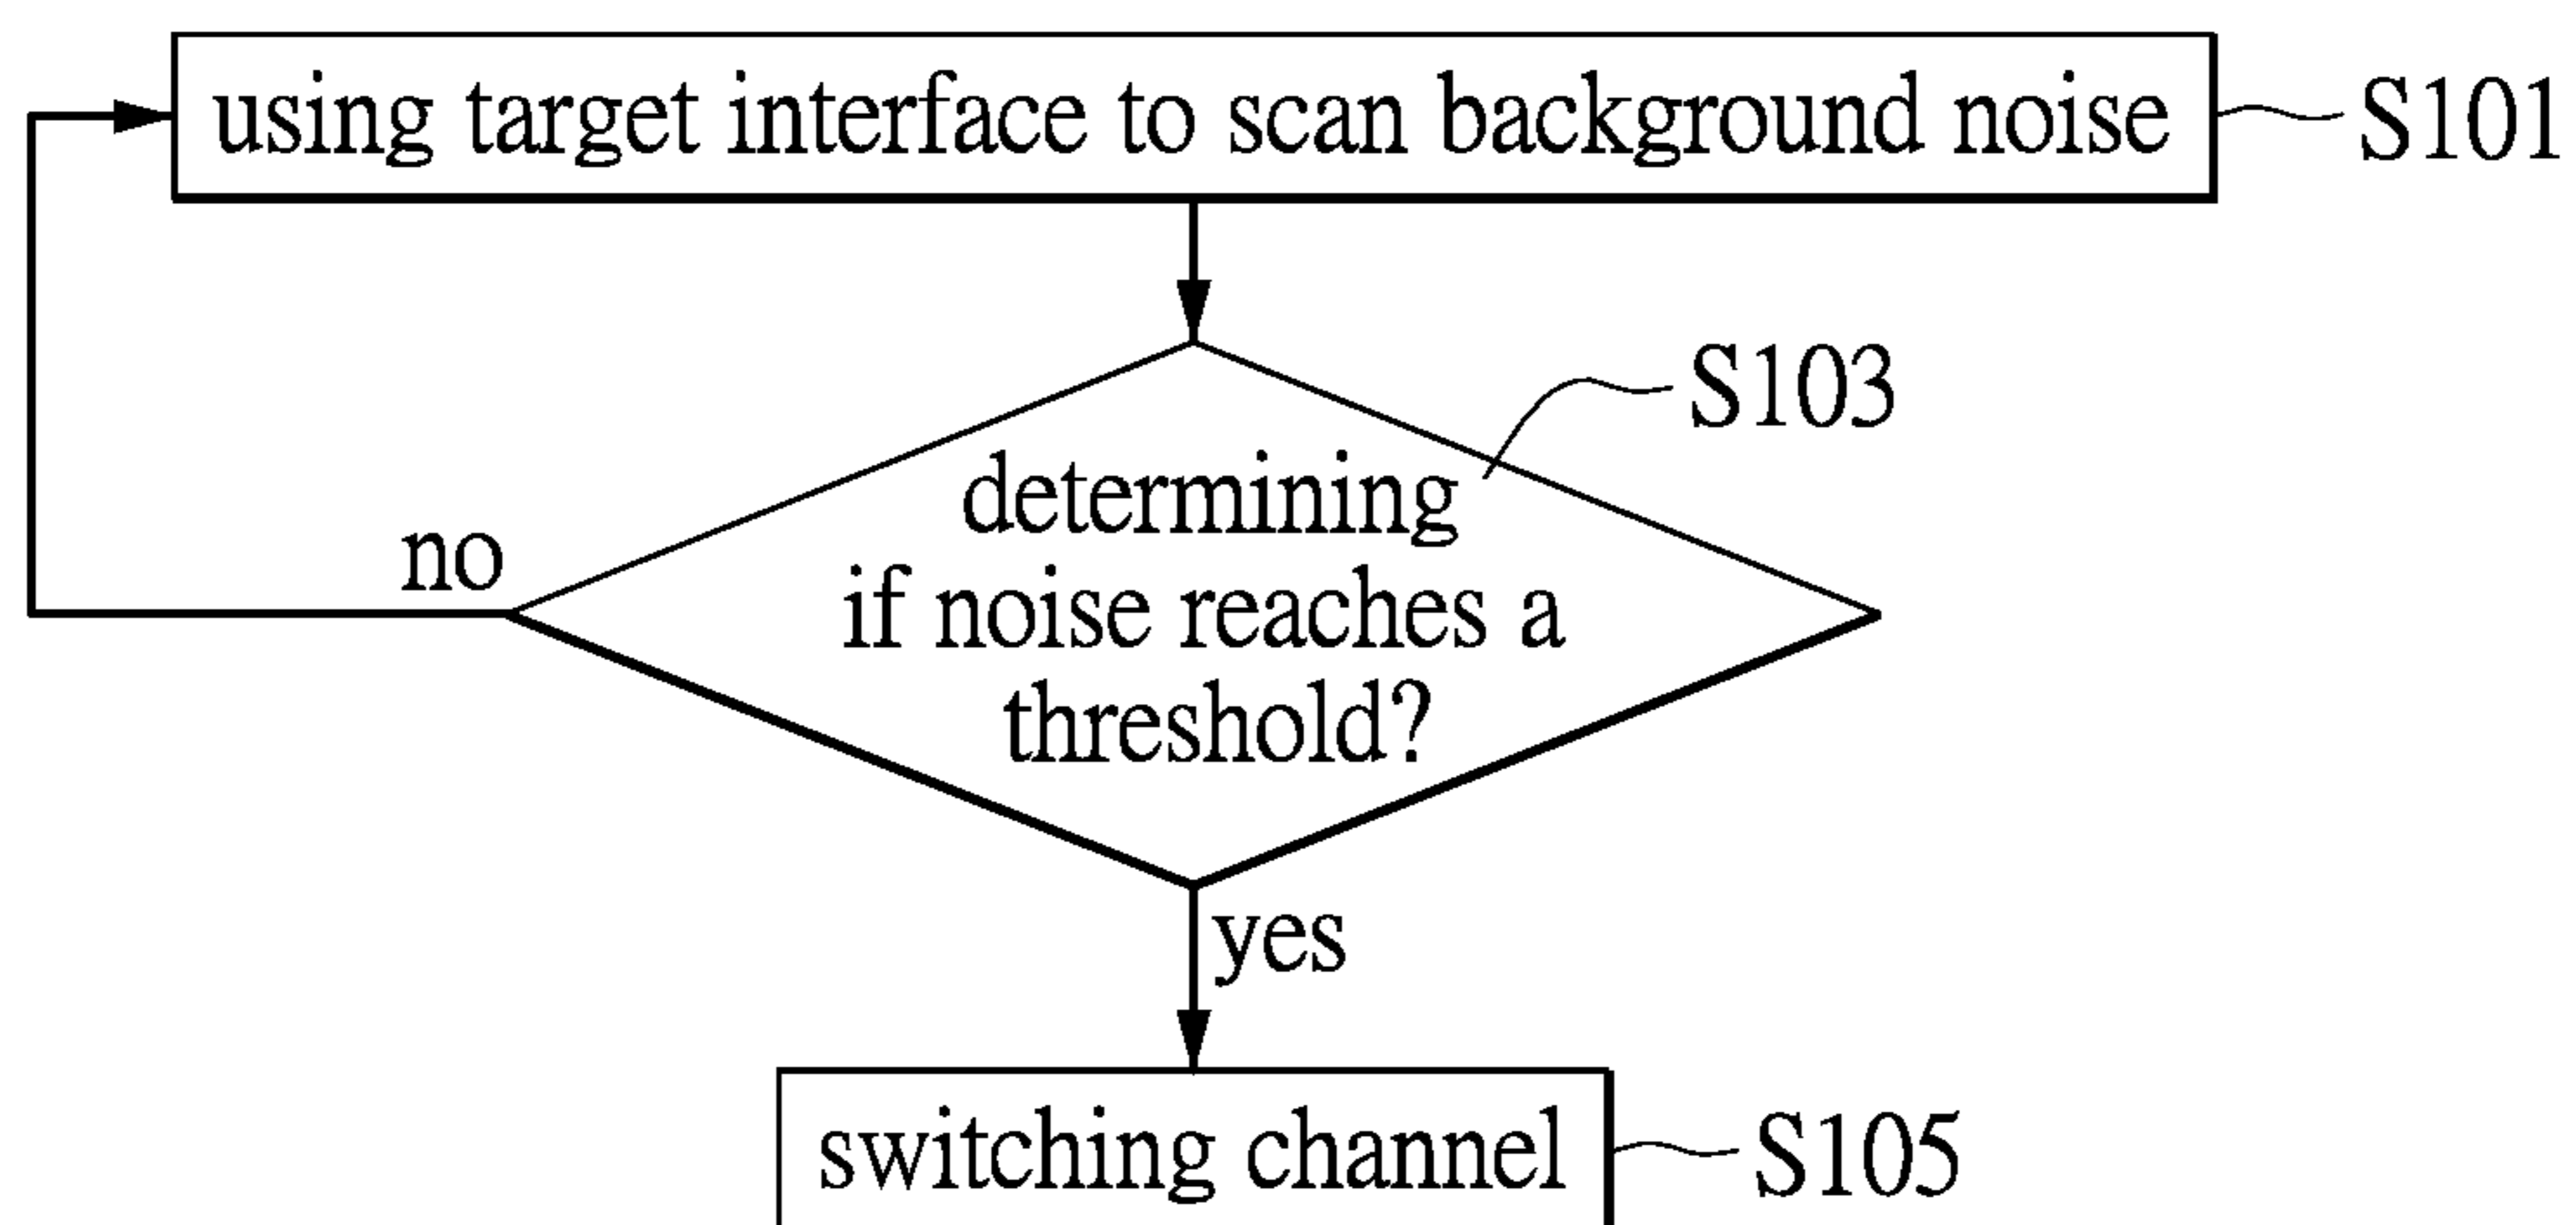 using target interface to scan background noise
S101
S103
determining
if noise reaches a
threshold?
no
yes
switching channel
S105